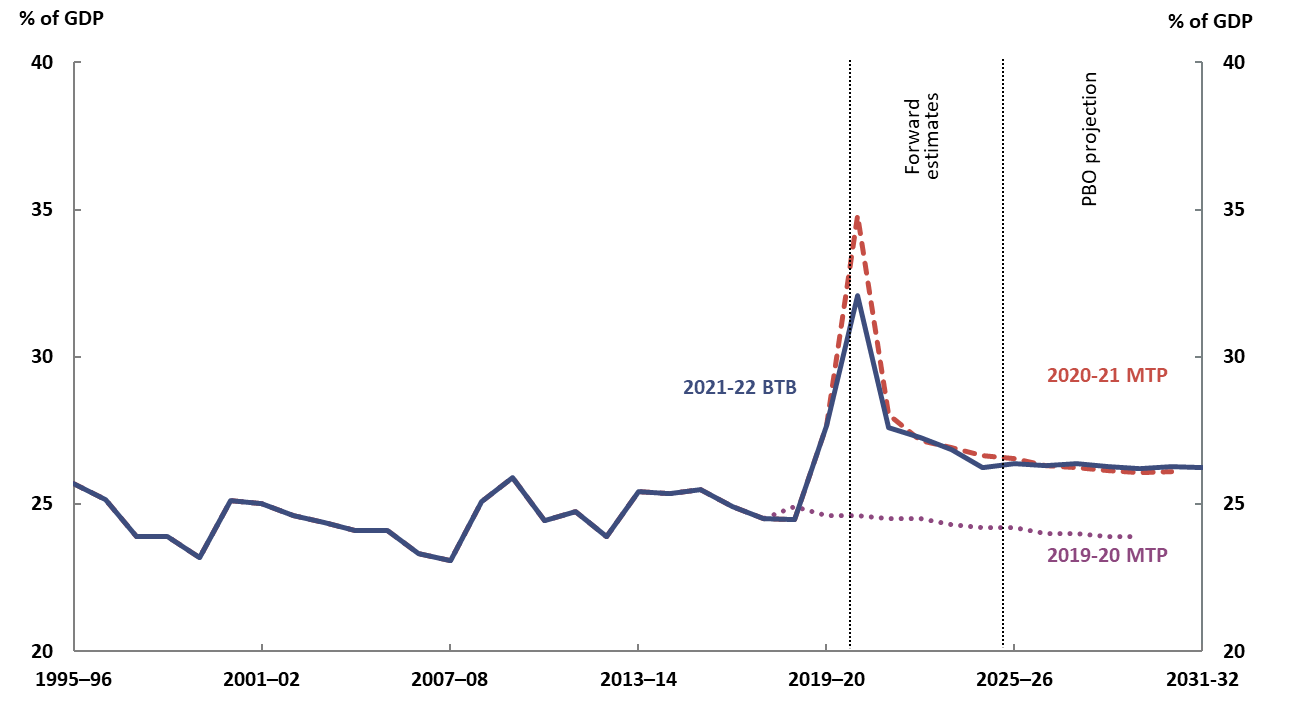 % of GDP
% of GDP
40
40
Forward
estimates
PBO projection
35
35
30
30
2021-22 BTB
2020-21 MTP
25
25
2019-20 MTP
20
20
1995–96
2001–02
2007–08
2013–14
2019–20
2025–26
2031-32